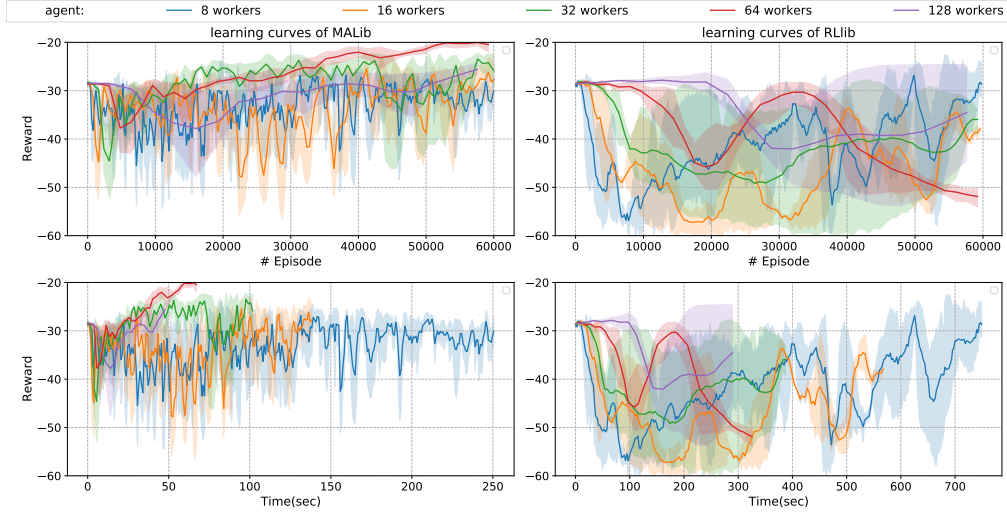 agent: 8 workers 16 workers 32 workers 64 workers 128 workers
learning curves of MALib
−20
−30
−40
−50
−60
Reward
0 10000 20000 30000 40000 50000 60000
# Episode
learning curves of RLlib
−20
−30
−40
−50
−60
0 10000 20000 30000 40000 50000 60000
# Episode
−20
−30
−40
−50
−60
Reward
0 50 100 150 200 250
Time(sec)
−20
−30
−40
−50
−60
0 100 200 300 400 500 600 700
Time(sec)